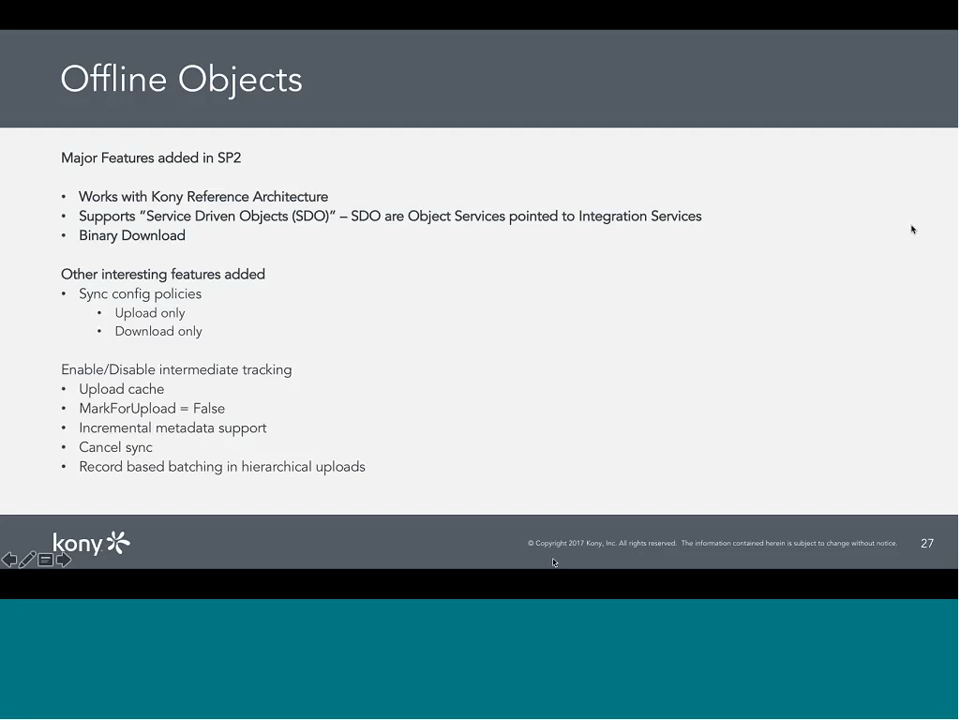 Offline Objects
Major Features added in SP2
• Works with Kony Reference Architecture
• Supports “Service Driven Objects (SDO)” – SDO are Object Services pointed to Integration Services
• Binary Download
Other interesting features added
• Sync config policies
• Upload only
• Download only
Enable/Disable intermediate tracking
• Upload cache
• MarkForUpload = False
• Incremental metadata support
• Cancel sync
• Record based batching in hierarchical uploads
kony
© Copyright 2017 Kony, Inc. All rights reserved. The information contained herein is subject to change without notice.
27